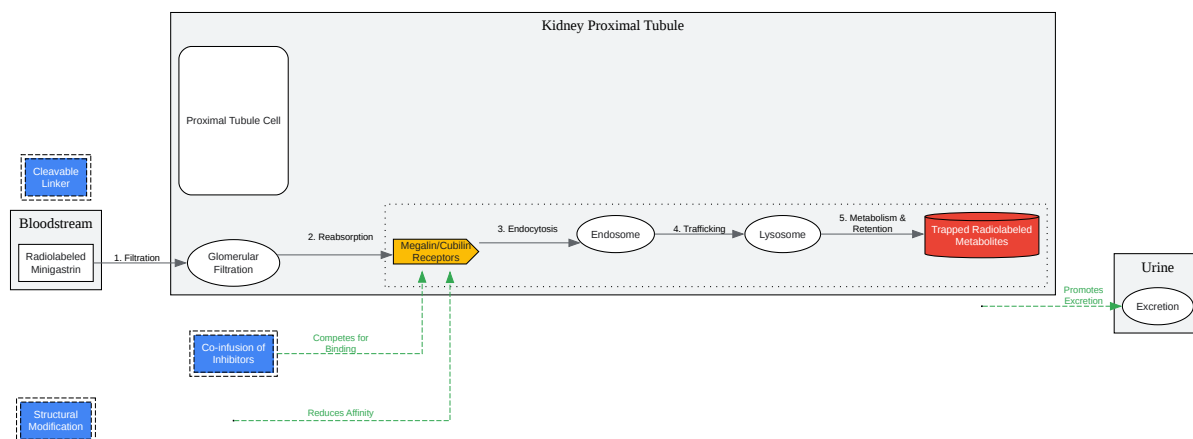 Kidney Proximal Tubule
Proximal Tubule Cell
Cleavable
Linker
Bloodstream
Radiolabeled
Minigastrin
1. Filtration
Glomerular
Filtration
2. Reabsorption
Megalin/Cubilin
Receptors
3. Endocytosis
Endosome
4. Trafficking
Lysosome
5. Metabolism &
Retention
Trapped Radiolabeled
Metabolites
Urine
Promotes
Excretion
Excretion
Co-infusion of
Inhibitors
Competes for
Binding
Structural
Modification
Reduces Affinity